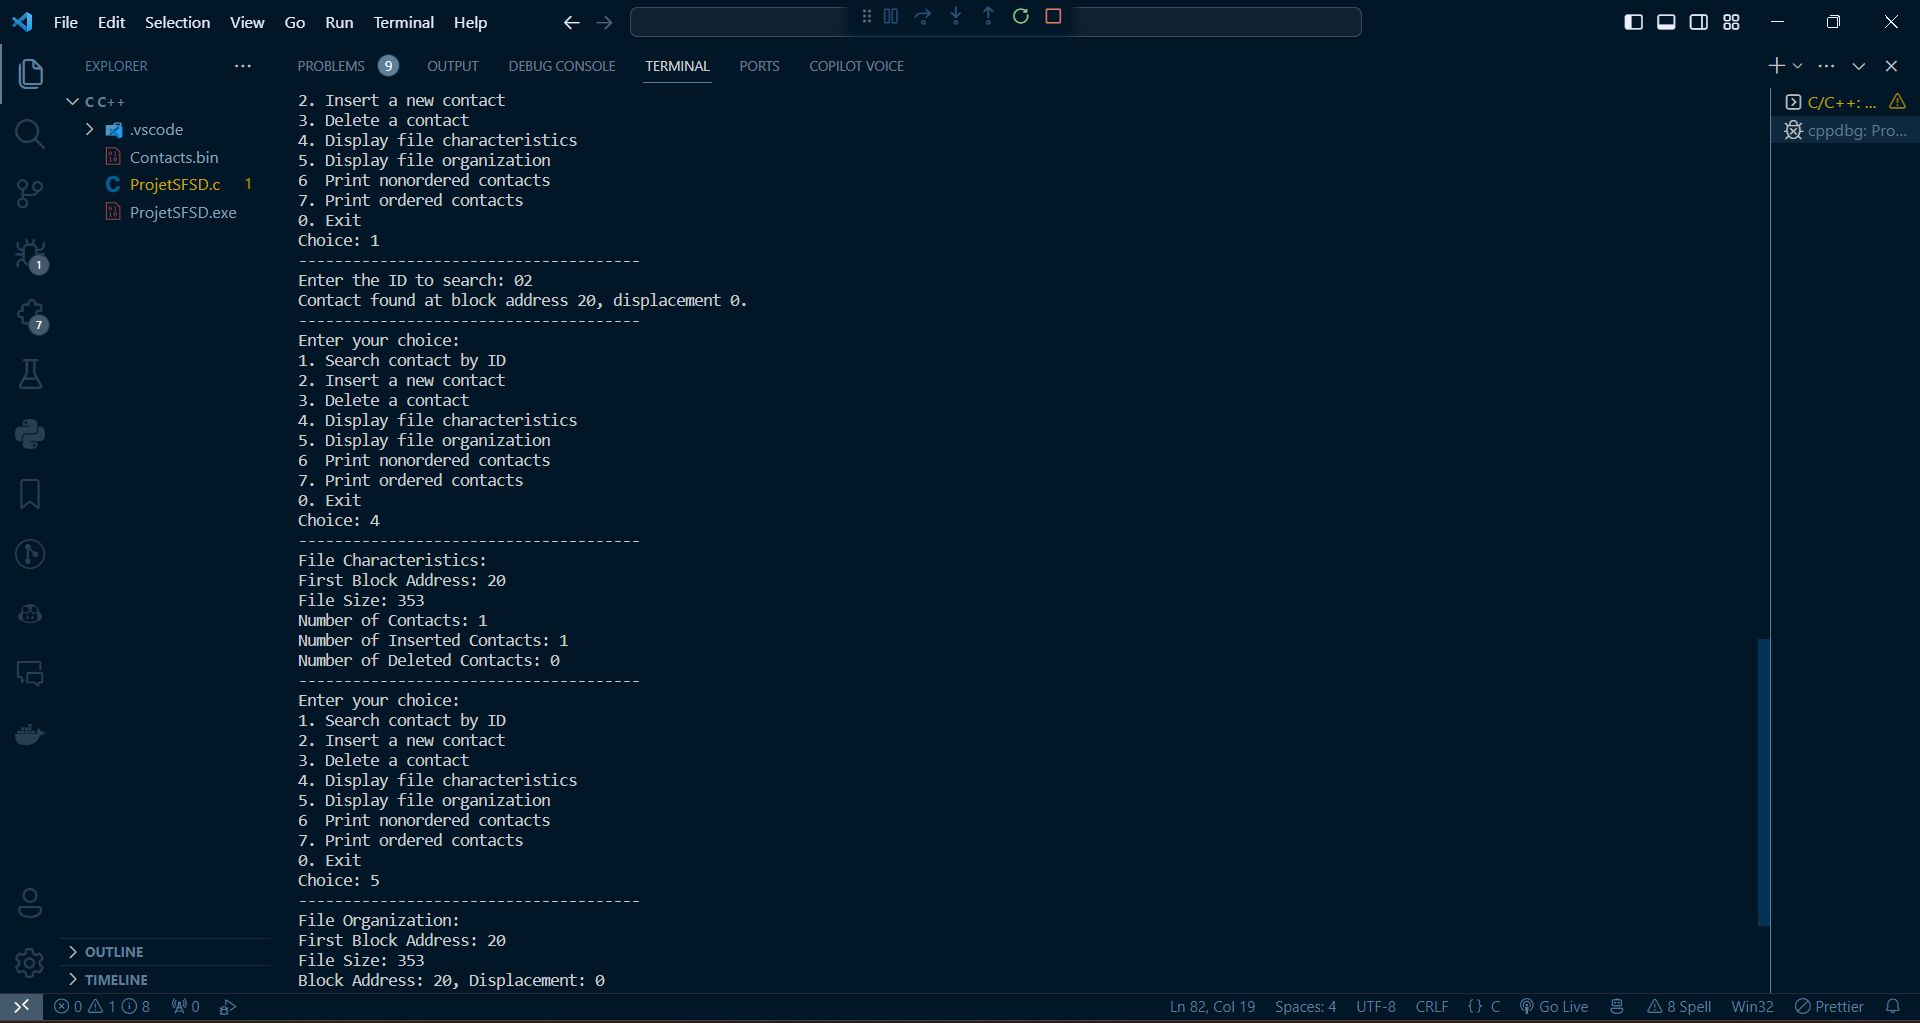 File Edit Selection View Go Run Terminal Help
EXPLORER
C C++
.vscode
Contacts.bin
ProjetSFSD.c 1
ProjetSFSD.exe
1
7
OUTLINE
TIMELINE
PROBLEMS 9 OUTPUT DEBUG CONSOLE TERMINAL PORTS COPILOT VOICE
2. Insert a new contact
3. Delete a contact
4. Display file characteristics
5. Display file organization
6  Print nonordered contacts
7. Print ordered contacts
0. Exit
Choice: 1
--------------------------------------
Enter the ID to search: 02
Contact found at block address 20, displacement 0.
--------------------------------------
Enter your choice:
1. Search contact by ID
2. Insert a new contact
3. Delete a contact
4. Display file characteristics
5. Display file organization
6  Print nonordered contacts
7. Print ordered contacts
0. Exit
Choice: 4
--------------------------------------
File Characteristics:
First Block Address: 20
File Size: 353
Number of Contacts: 1
Number of Inserted Contacts: 1
Number of Deleted Contacts: 0
--------------------------------------
Enter your choice:
1. Search contact by ID
2. Insert a new contact
3. Delete a contact
4. Display file characteristics
5. Display file organization
6  Print nonordered contacts
7. Print ordered contacts
0. Exit
Choice: 5
--------------------------------------
File Organization:
First Block Address: 20
File Size: 353
Block Address: 20, Displacement: 0
C/C++: ...
cppdbg: Pro...
0 1 8 0 Ln 82, Col 19 Spaces: 4 UTF-8 CRLF {} C Go Live 8 Spell Win32 Prettier